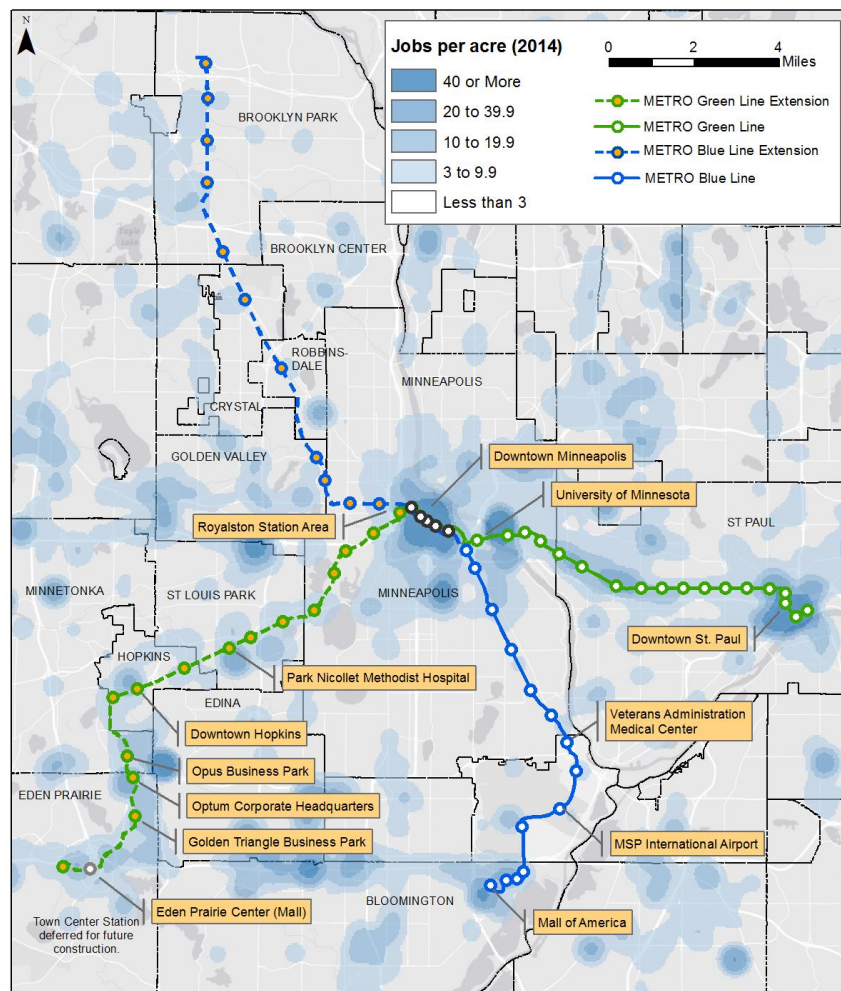 N
Jobs per acre (2014)
40 or More
20 to 39.9
10 to 19.9
3 to 9.9
Less than 3
0 2 4
Miles
METRO Green Line Extension
METRO Green Line
METRO Blue Line Extension
METRO Blue Line
BROOKLYN PARK
Eagle
Lake
BROOKLYN CENTER
ROBBINS-
DALE
MINNEAPOLIS
CRYSTAL
GOLDEN VALLEY
Downtown Minneapolis
University of Minnesota
Royalston Station Area
ST PAUL
MINNETONKA
ST LOUIS PARK
MINNEAPOLIS
Downtown St. Paul
HOPKINS
Park Nicollet Methodist Hospital
EDINA
Downtown Hopkins
Veterans Administration
Medical Center
Opus Business Park
EDEN PRAIRIE
Optum Corporate Headquarters
Golden Triangle Business Park
MSP International Airport
BLOOMINGTON
Eden Prairie Center (Mall)
Mall of America
Town Center Station
deferred for future
construction.